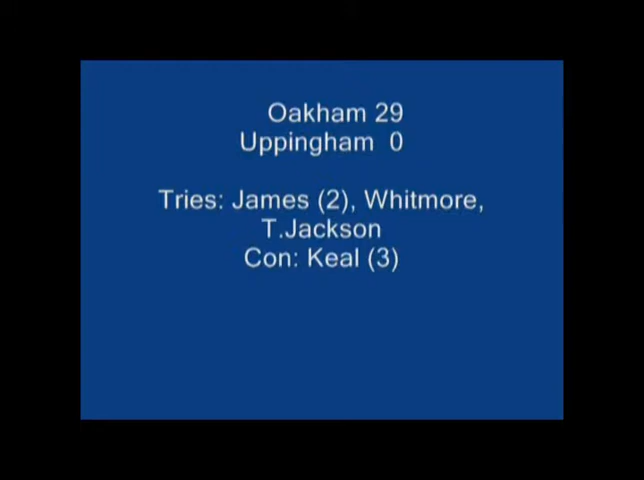 Oakham 29
Uppingham 0
Tries: James (2), Whitmore,
T.Jackson
Con: Keal (3)